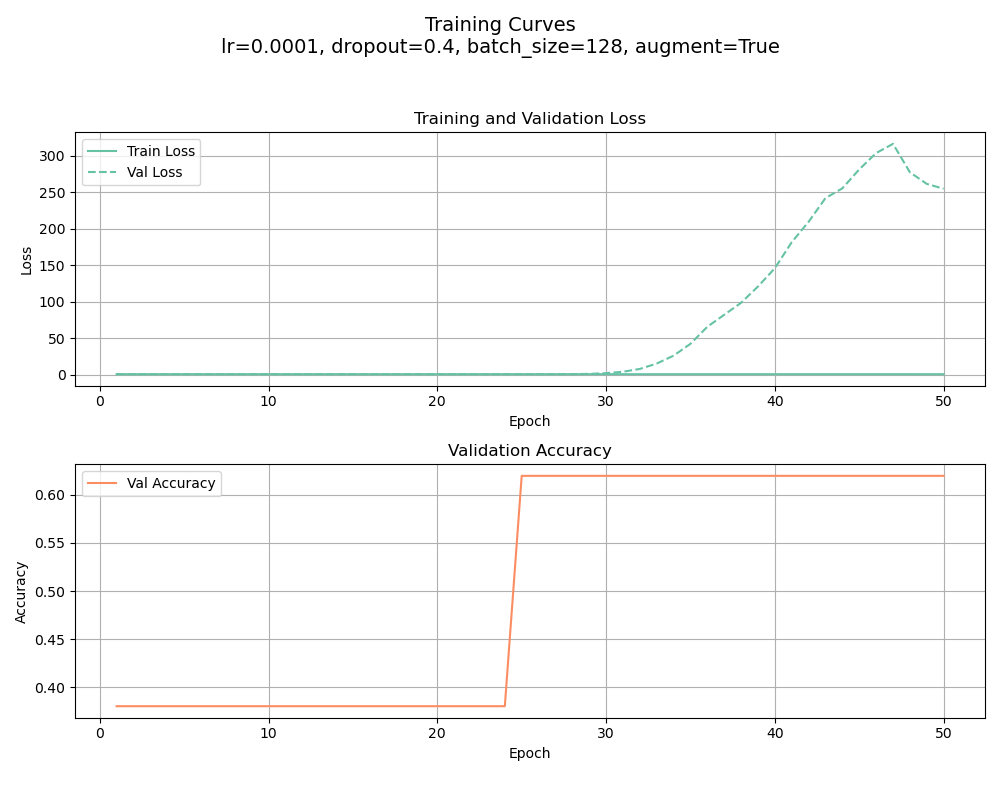 Training Curves
lr=0.0001, dropout=0.4, batch_size=128, augment=True
Training and Validation Loss
Train Loss
Val Loss
300
250
200
150
100
50
0
Loss
0 10 20 30 40 50
Epoch
Validation Accuracy
Val Accuracy
0.60
0.55
0.50
0.45
0.40
Accuracy
0 10 20 30 40 50
Epoch